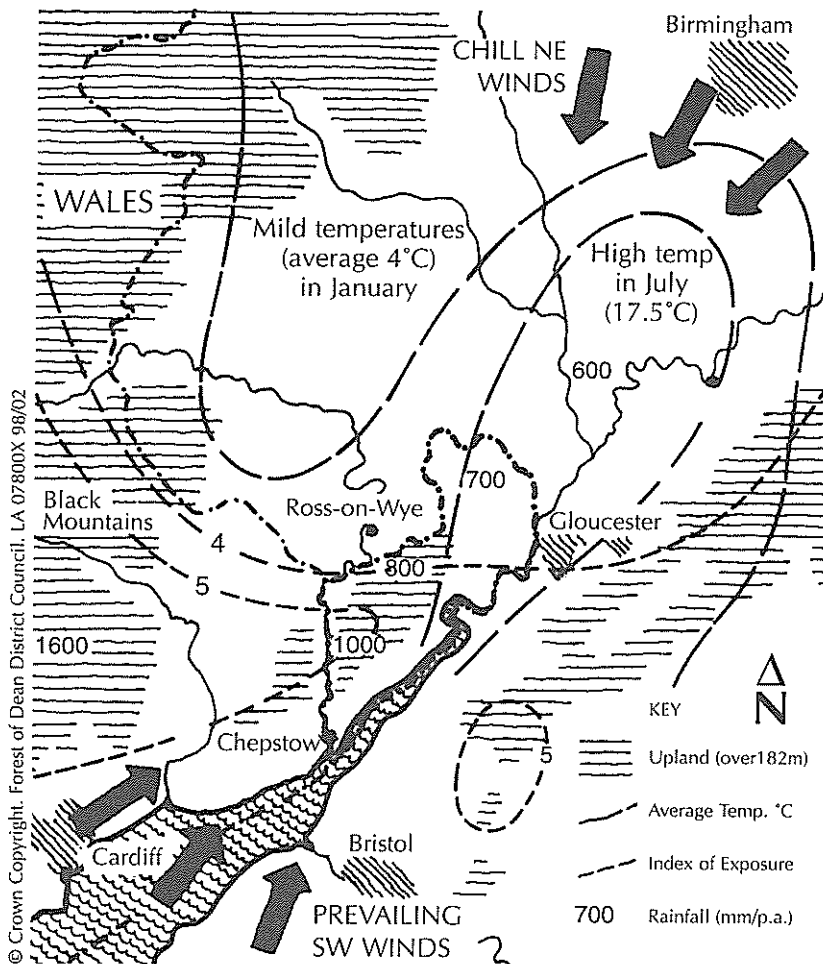 Birmingham
CHILL NE
WINDS
WALES
Mild temperatures
(average 4°C)
in January
High temp
in July
(17.5°C)
600
700
Black
Mountains
Ross-on-Wye
Gloucester
4
800
5
1600
1000
Chepstow
N
KEY
5
Upland (over182m)
Average Temp. °C
Cardiff
Bristol
Index of Exposure
PREVAILING
SW WINDS
700
Rainfall (mm/p.a.)
© Crown Copyright. Forest of Dean District Council. LA 07800X 98/02